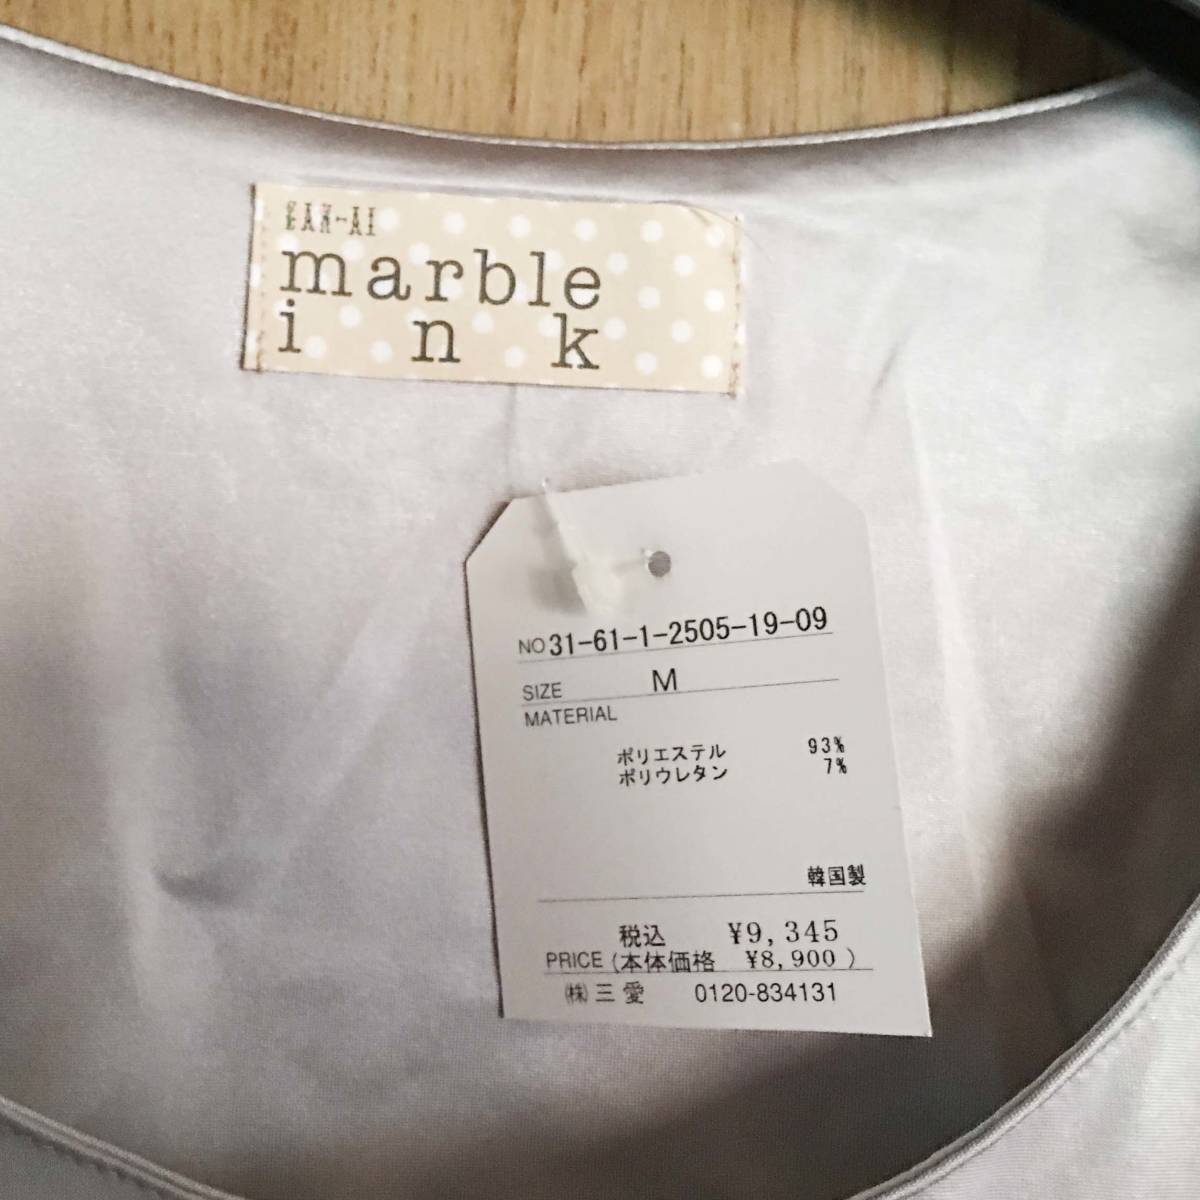 marble
ink
NO 31-61-1-2505-19-09
SIZE M
MATERIAL
ポリエステル 93%
ポリウレタン 7%
韓国製
税込 ¥9,345
PRICE (本体価格 ¥8,900)
㈱三愛 0120-834131